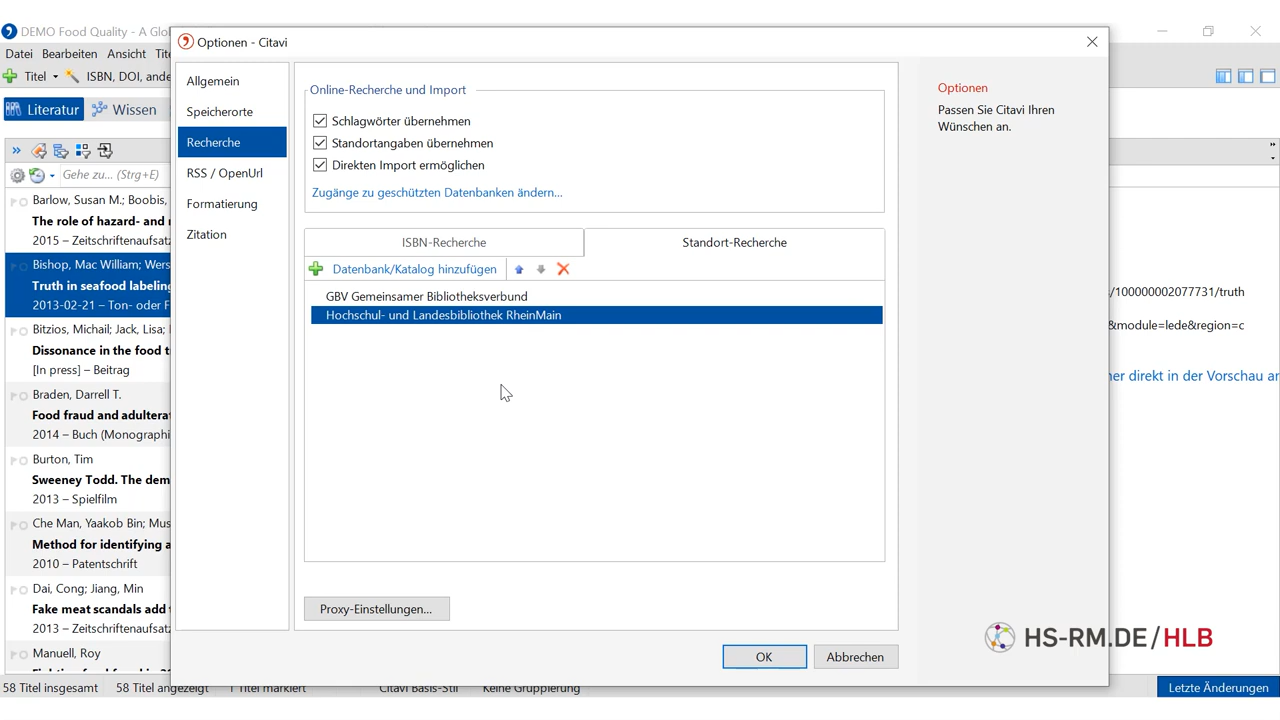 DEMO Food Quality - A Glo
Datei Bearbeiten Ansicht Tite
Titel ISBN, DOI, ande
Literatur Wissen
Gehe zu... (Strg+E)
Barlow, Susan M.; Boobis,
The role of hazard- and r
2015 – Zeitschriftenaufsat
Bishop, Mac William; Wers
Truth in seafood labeling
2013-02-21 – Ton- oder F
Bitzios, Michail; Jack, Lisa;
Dissonance in the food t
[In press] – Beitrag
Braden, Darrell T.
Food fraud and adulterat
2014 – Buch (Monographi
Burton, Tim
Sweeney Todd. The dem
2013 – Spielfilm
Che Man, Yaakob Bin; Mus
Method for identifying a
2010 – Patentschrift
Dai, Cong; Jiang, Min
Fake meat scandals add t
2013 – Zeitschriftenaufsat
Manuell, Roy
58 Titel insgesamt 58 Titel angezeigt 1 Titel markiert Citavi Basis-Stil Keine Gruppierung
Letzte Änderungen
Optionen - Citavi
Allgemein
Speicherorte
Recherche
RSS / OpenUrl
Formatierung
Zitation
Online-Recherche und Import
Schlagwörter übernehmen
Standortangaben übernehmen
Direkten Import ermöglichen
Zugänge zu geschützten Datenbanken ändern...
ISBN-Recherche Standort-Recherche
Datenbank/Katalog hinzufügen
GBV Gemeinsamer Bibliotheksverbund
Hochschul- und Landesbibliothek RheinMain
Proxy-Einstellungen...
OK Abbrechen
Optionen
Passen Sie Citavi Ihren
Wünschen an.
/100000002077731/truth
&module=lede&region=c
ner direkt in der Vorschau an
HS-RM.DE/HLB